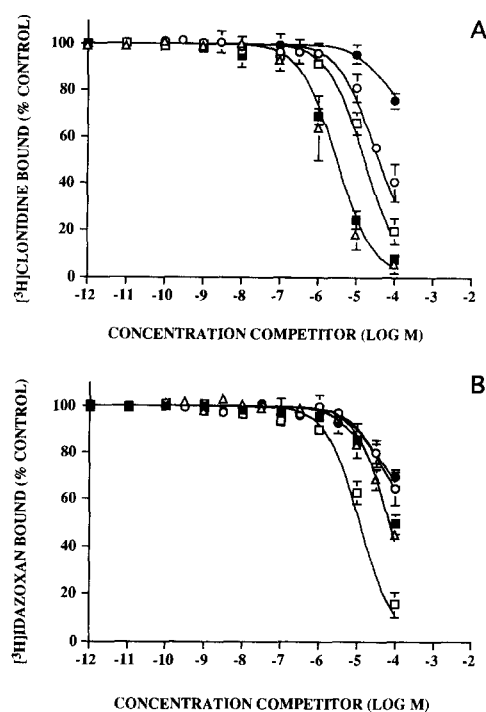 A
[³H]CLONIDINE BOUND (% CONTROL)
100
80
60
40
20
0
-12 -11 -10 -9 -8 -7 -6 -5 -4 -3 -2
CONCENTRATION COMPETITOR (LOG M)
B
[³H]IDAZOXAN BOUND (% CONTROL)
100
80
60
40
20
0
-12 -11 -10 -9 -8 -7 -6 -5 -4 -3 -2
CONCENTRATION COMPETITOR (LOG M)